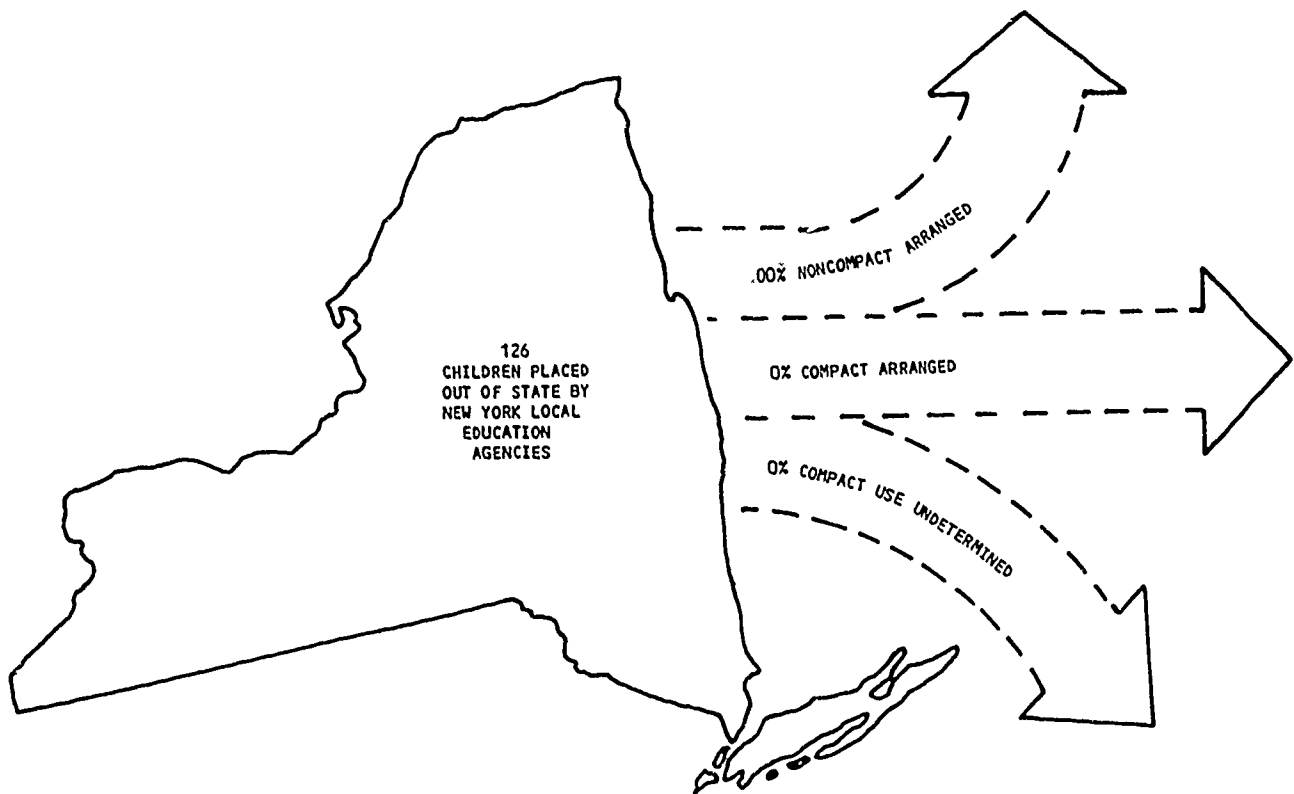 126
CHILDREN PLACED
OUT OF STATE BY
NEW YORK LOCAL
EDUCATION
AGENCIES
.00% NONCOMPACT ARRANGED
0% COMPACT ARRANGED
0% COMPACT USE UNDETERMINED